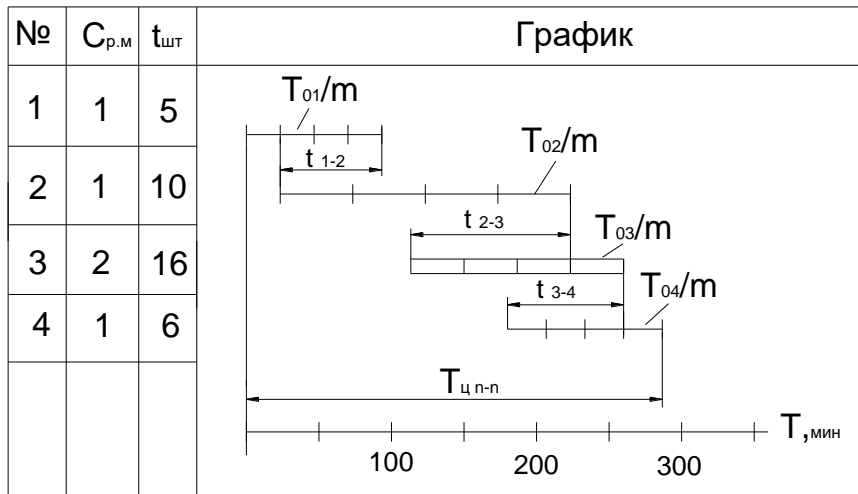 № Cр.м tшт График
1 1 5 T01/m
t 1-2
2 1 10 T02/m
t 2-3
3 2 16 T03/m
t 3-4
4 1 6 T04/m
Tц п-п
T,мин
100 200 300